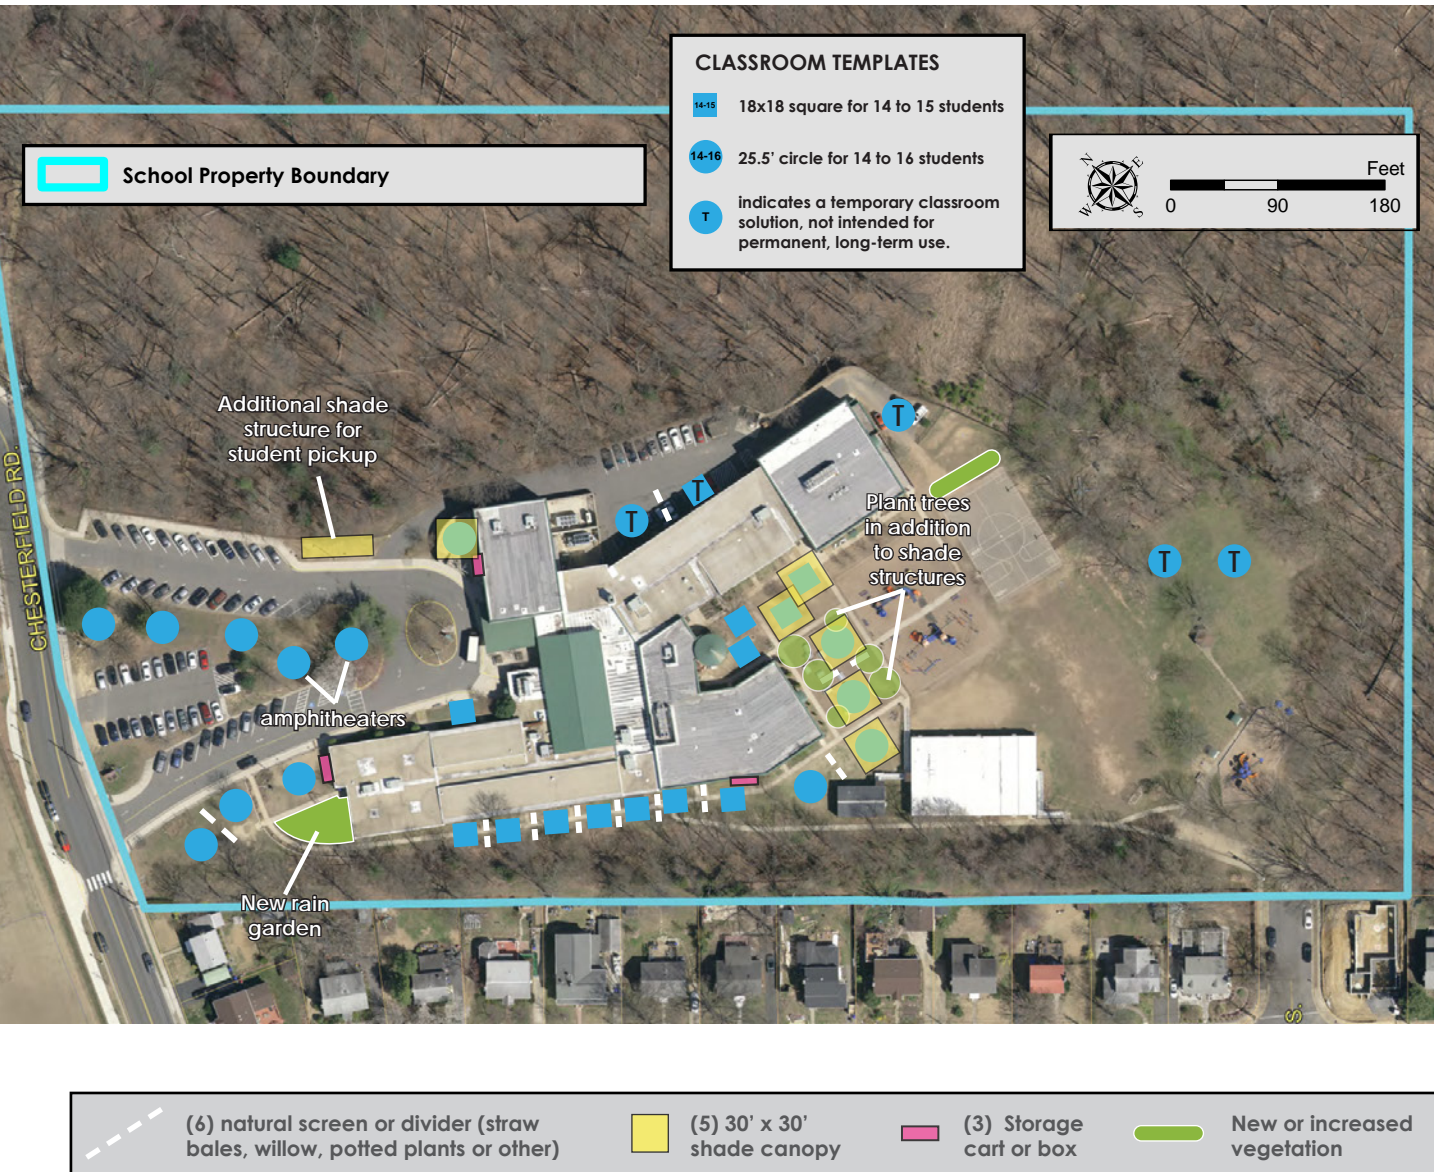 CLASSROOM TEMPLATES
14-15
18x18 square for 14 to 15 students
14-16
25.5' circle for 14 to 16 students
T
indicates a temporary classroom
solution, not intended for
permanent, long-term use.
School Property Boundary
N
E
W
S
Feet
0 90 180
Additional shade
structure for
student pickup
CHESTERFIELD RD.
T
T
T
Plant trees
in addition
to shade
structures
T
T
amphitheaters
New rain
garden
S.
(6) natural screen or divider (straw
bales, willow, potted plants or other)
(5) 30' x 30'
shade canopy
(3) Storage
cart or box
New or increased
vegetation